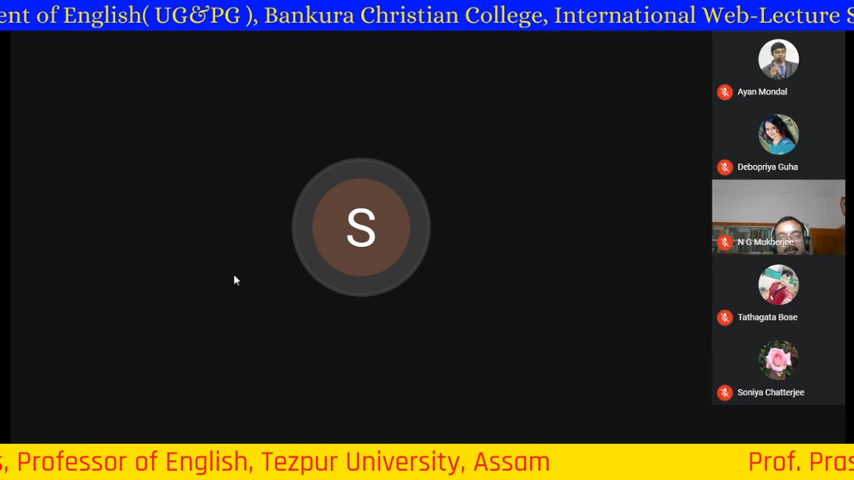 ent of English( UG&PG ), Bankura Christian College, International Web-Lecture S
S
Ayan Mondal
Debopriya Guha
N G Mukherjee
Tathagata Bose
Soniya Chatterjee
s, Professor of English, Tezpur University, Assam Prof. Pras